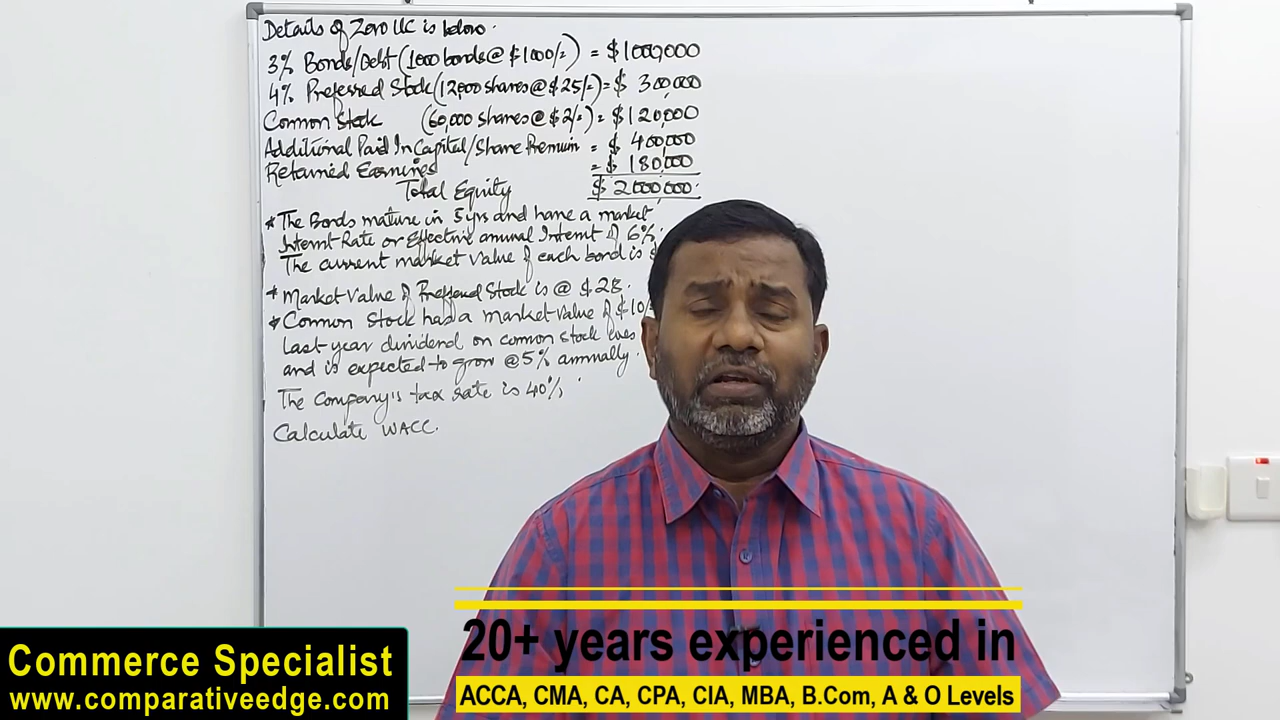 Details of Zero LLC is below.
3% Bonds/Debt (1000 bonds @ $1000/-) = $1000,000
4% Preferred Stock (12,000 shares @ $25/-) = $ 300,000
Common Stock (60,000 shares @ $2/-) = $ 120,000
Additional Paid In Capital/Share Premium = $ 400,000
Retained Earnings = $ 180,000
Total Equity $ 2000,000.
* The Bonds mature in 5 yrs and have a market
Interest Rate or Effective annual Interest of 6%.
The current market value of each bond is $
* Market Value of Preferred Stock is @ $28.
* Common Stock has a market value of $10/-
last year dividend on common stock was
and is expected to grow @ 5% annually.
The Company's tax rate is 40%.
Calculate WACC.
20+ years experienced in
ACCA, CMA, CA, CPA, CIA, MBA, B.Com, A & O Levels
Commerce Specialist
www.comparativeedge.com